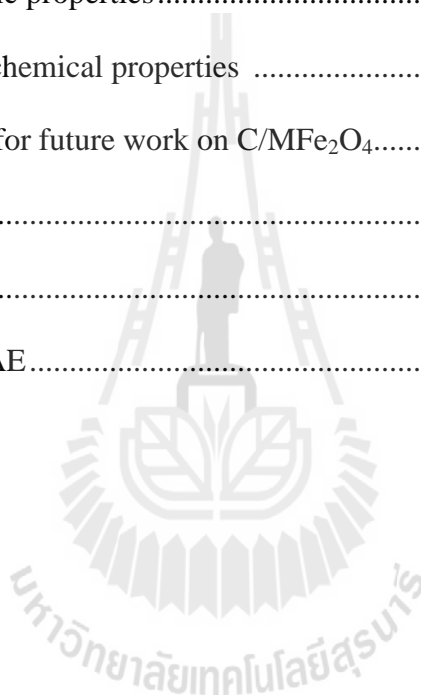 ic properties..............................
chemical properties ....................
for future work on C/MFe₂O₄......
..............................................................
..............................................................
AE.........................................................
มหาวิทยาลัยเทคโนโลยีสุรนารี